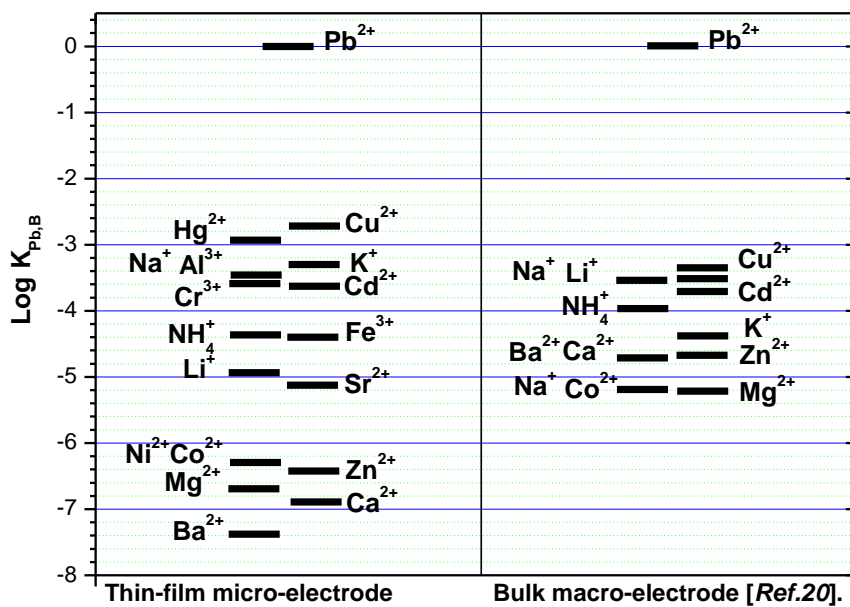 Log K_Pb,B
0
-1
-2
-3
-4
-5
-6
-7
-8
Pb²⁺
Hg²⁺ Cu²⁺
Na⁺ Al³⁺ K⁺
Cr³⁺ Cd²⁺
NH₄⁺ Fe³⁺
Li⁺ Sr²⁺
Ni²⁺Co²⁺ Zn²⁺
Mg²⁺ Ca²⁺
Ba²⁺
Thin-film micro-electrode
Pb²⁺
Na⁺ Li⁺ Cu²⁺
NH₄⁺ Cd²⁺
K⁺
Ba²⁺Ca²⁺ Zn²⁺
Na⁺ Co²⁺ Mg²⁺
Bulk macro-electrode [Ref.20].